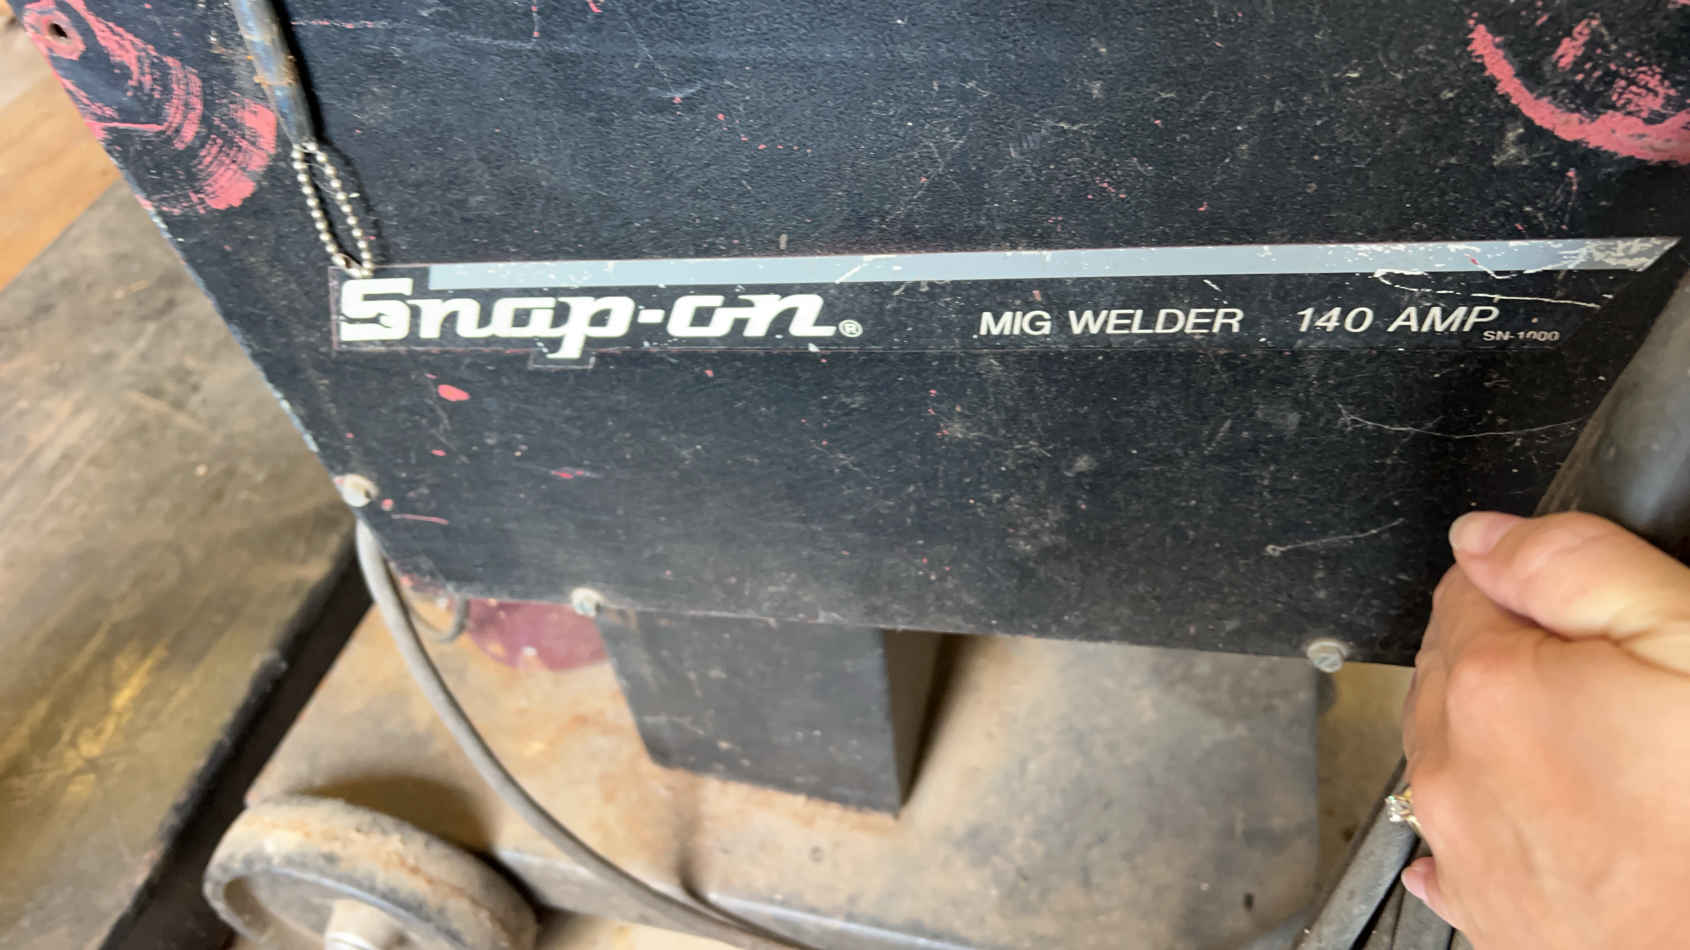 Snap-on® MIG WELDER 140 AMP
SN-1000